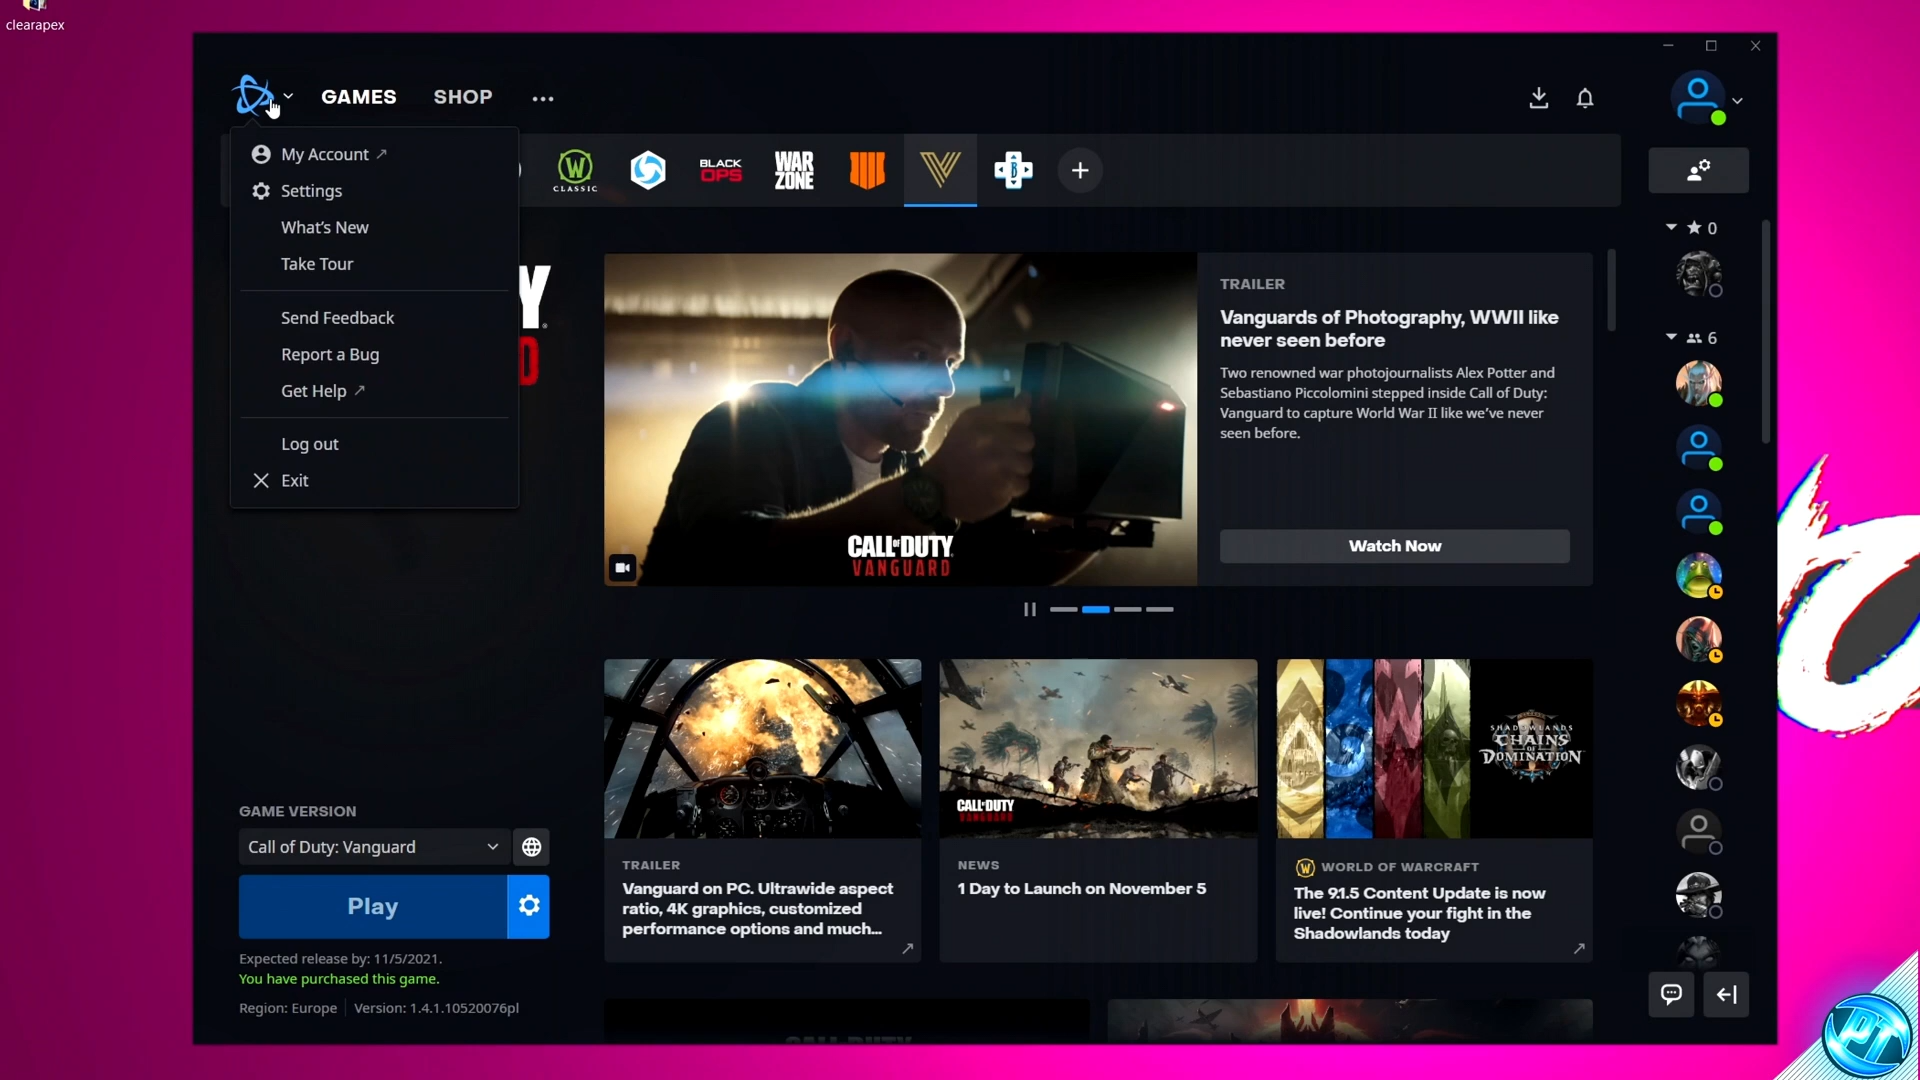 clearapex
GAMES
SHOP
My Account
Settings
What's New
Take Tour
Send Feedback
Report a Bug
Get Help
Log out
Exit
W
CLASSIC
BLACK
OPS
WAR
ZONE
B
0
6
Y
D
CALL OF DUTY
VANGUARD
TRAILER
Vanguards of Photography, WWII like
never seen before
Two renowned war photojournalists Alex Potter and
Sebastiano Piccolomini stepped inside Call of Duty:
Vanguard to capture World War II like we've never
seen before.
Watch Now
GAME VERSION
Call of Duty: Vanguard
Play
Expected release by: 11/5/2021.
You have purchased this game.
Region: Europe
Version: 1.4.1.10520076pl
TRAILER
Vanguard on PC. Ultrawide aspect
ratio, 4K graphics, customized
performance options and much...
CALL OF DUTY
VANGUARD
NEWS
1 Day to Launch on November 5
SHADOWLANDS
CHAINS
OF
DOMINATION
WORLD OF WARCRAFT
The 9.1.5 Content Update is now
live! Continue your fight in the
Shadowlands today
PT